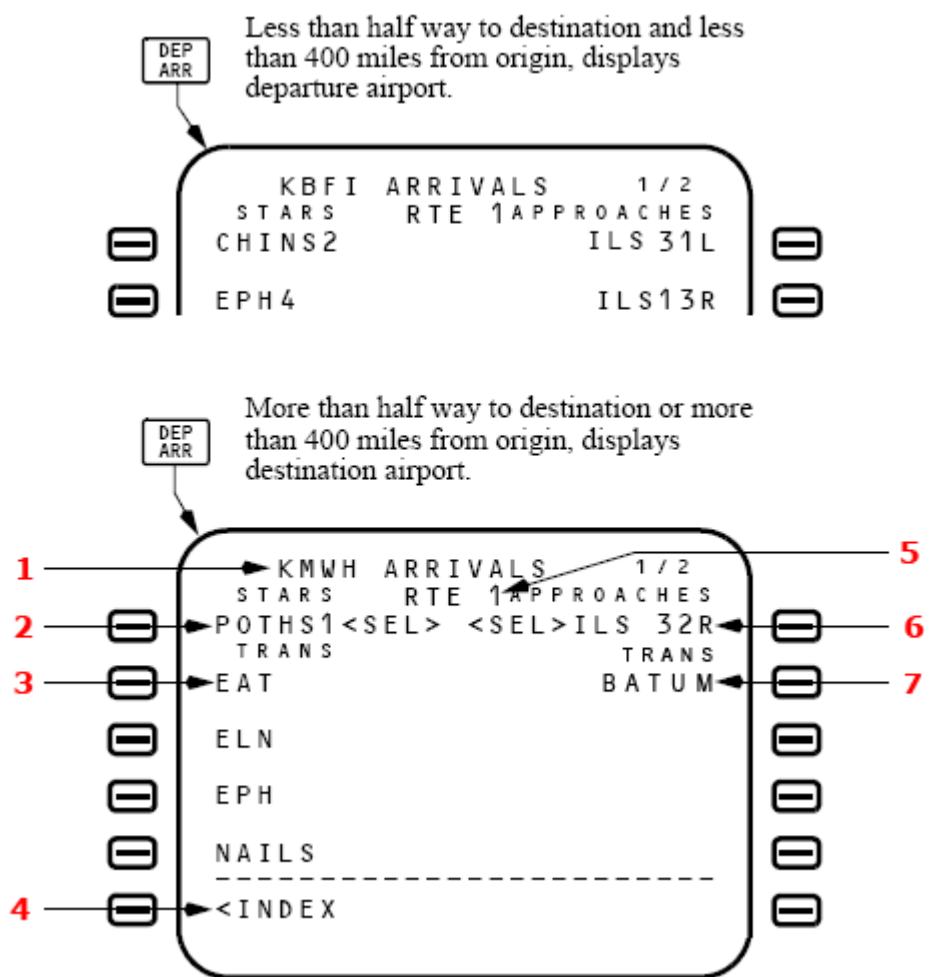 Less than half way to destination and less
than 400 miles from origin, displays
departure airport.
DEP
ARR
KBFI ARRIVALS 1/2
STARS RTE 1 APPROACHES
CHINS2 ILS 31L
EPH4 ILS13R
More than half way to destination or more
than 400 miles from origin, displays
destination airport.
DEP
ARR
1 KMWH ARRIVALS 1/2 5
STARS RTE 1 APPROACHES
2 POTHS1<SEL> <SEL>ILS 32R 6
TRANS TRANS
3 EAT BATUM 7
ELN
EPH
NAILS
------------------------
4 <INDEX